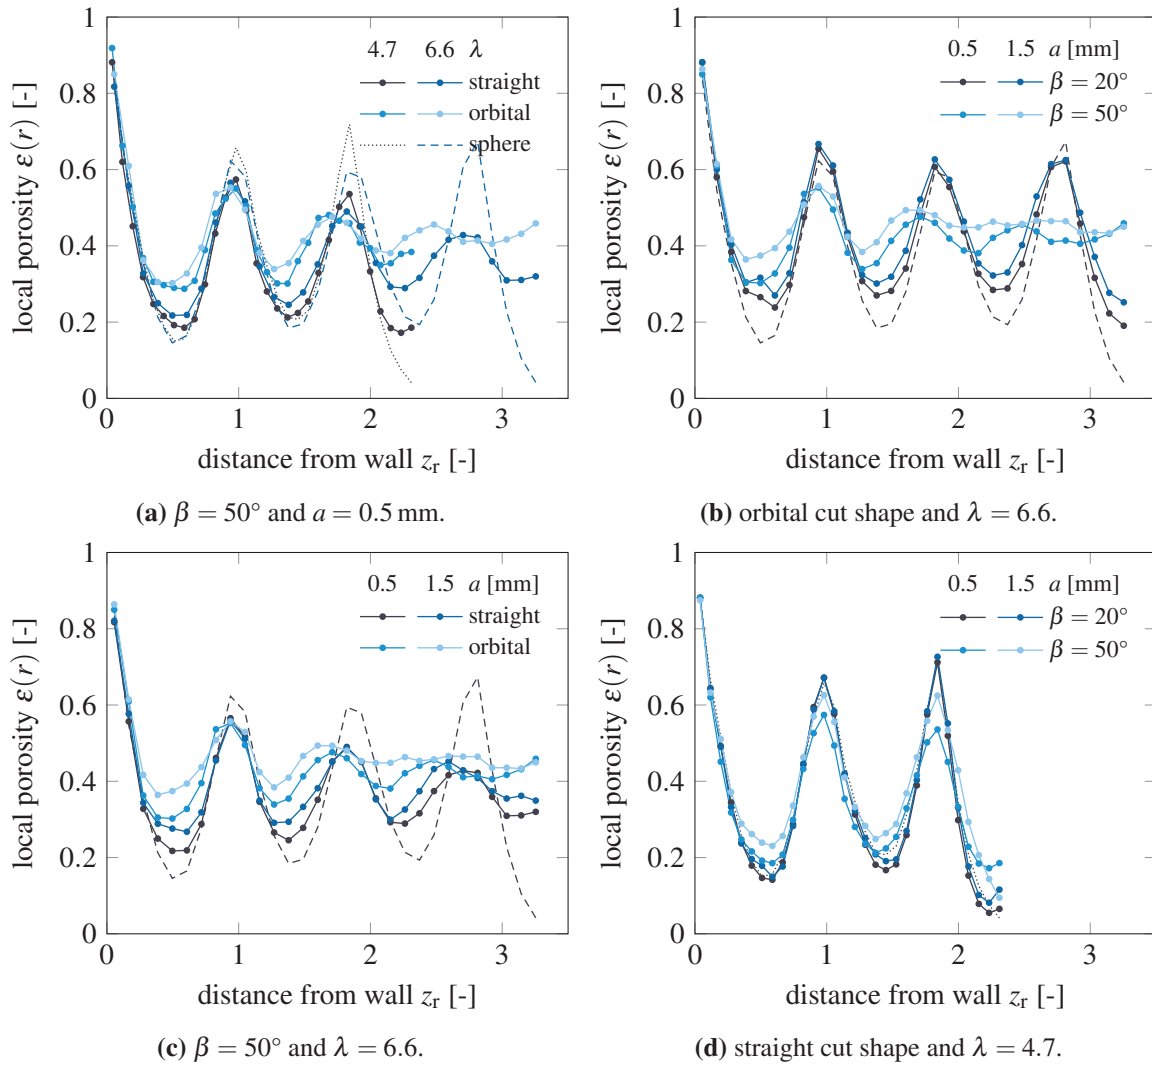 local porosity ε(r) [-]
1
0.8
0.6
0.4
0.2
0
0 1 2 3
distance from wall z_r [-]
4.7 6.6 λ
straight
orbital
sphere
(a) β = 50° and a = 0.5 mm.
local porosity ε(r) [-]
1
0.8
0.6
0.4
0.2
0
0 1 2 3
distance from wall z_r [-]
0.5 1.5 a [mm]
β = 20°
β = 50°
(b) orbital cut shape and λ = 6.6.
local porosity ε(r) [-]
1
0.8
0.6
0.4
0.2
0
0 1 2 3
distance from wall z_r [-]
0.5 1.5 a [mm]
straight
orbital
(c) β = 50° and λ = 6.6.
local porosity ε(r) [-]
1
0.8
0.6
0.4
0.2
0
0 1 2 3
distance from wall z_r [-]
0.5 1.5 a [mm]
β = 20°
β = 50°
(d) straight cut shape and λ = 4.7.